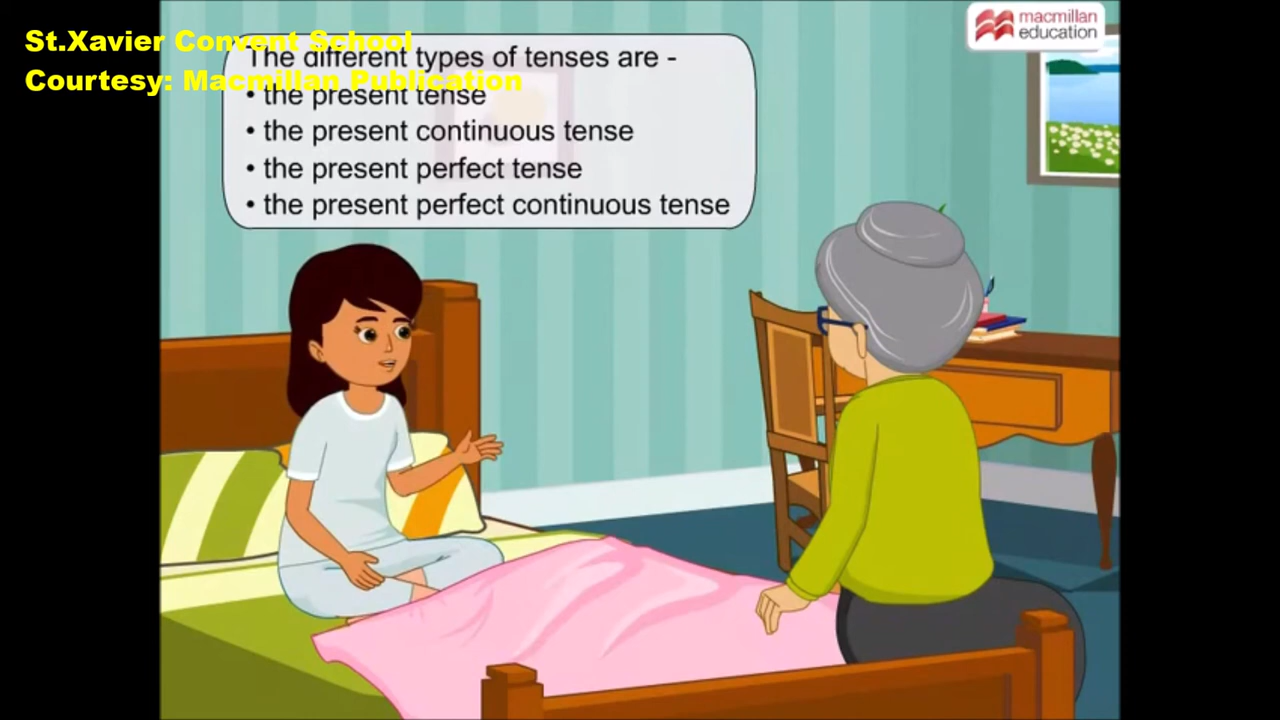 St.Xavier Convent School
Courtesy: Macmillan Publication
macmillan
education
The different types of tenses are -
• the present tense
• the present continuous tense
• the present perfect tense
• the present perfect continuous tense